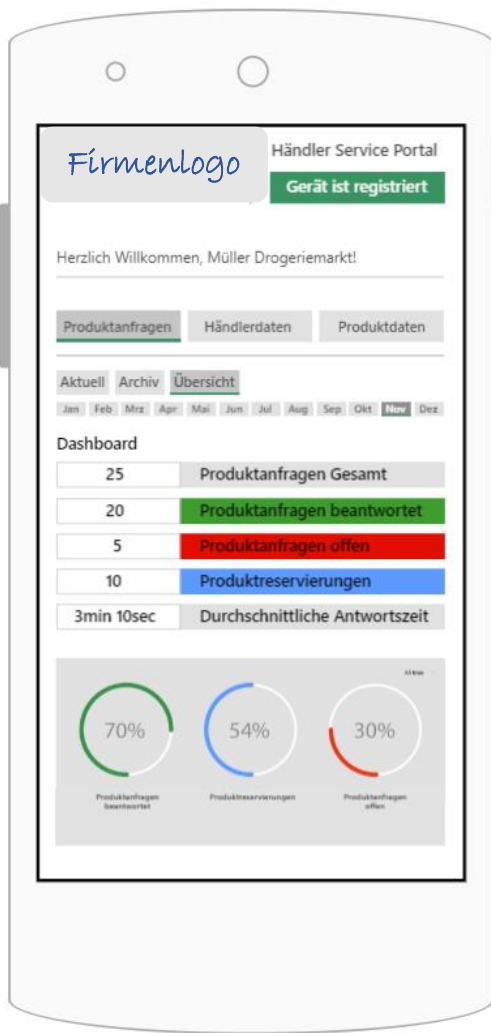 Firmenlogo
Händler Service Portal
Gerät ist registriert
Herzlich Willkommen, Müller Drogeriemarkt!
Produktanfragen Händlerdaten Produktdaten
Aktuell Archiv Übersicht
Jan Feb Mrz Apr Mai Jun Jul Aug Sep Okt Nov Dez
Dashboard
25 Produktanfragen Gesamt
20 Produktanfragen beantwortet
5 Produktanfragen offen
10 Produktreservierungen
3min 10sec Durchschnittliche Antwortszeit
70% 54% 30%
Produktanfragen Produktreservierungen Produktanfragen
beantwortet offen